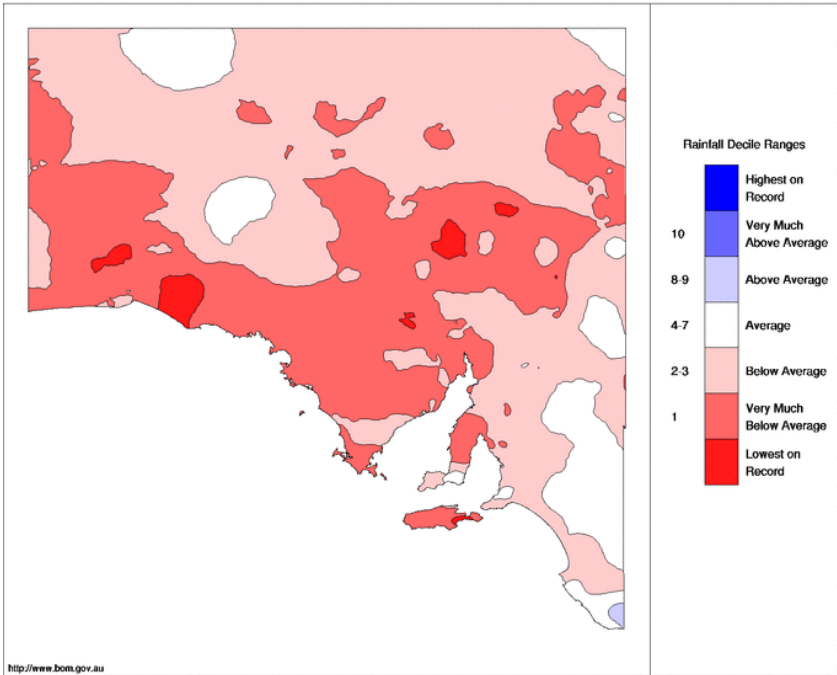 Rainfall Decile Ranges
Highest on
Record
10
Very Much
Above Average
8-9
Above Average
4-7
Average
2-3
Below Average
1
Very Much
Below Average
Lowest on
Record
http://www.bom.gov.au